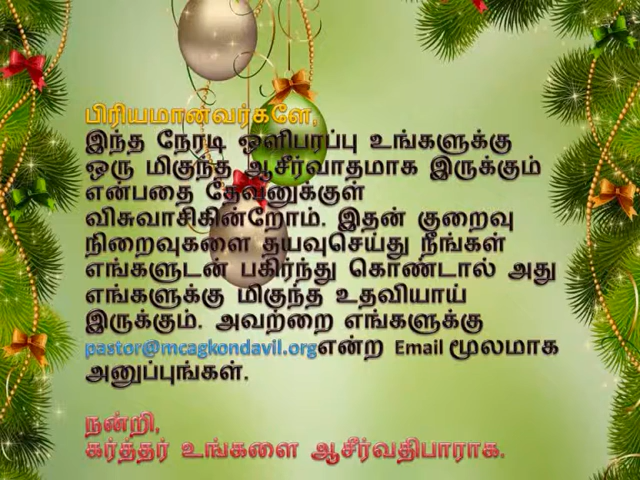 பிரியமானவர்களே,
இந்த நேரடி ஒளிபரப்பு உங்களுக்கு
ஒரு மிகுந்த ஆசீர்வாதமாக இருக்கும்
என்பதை தேவனுக்குள்
விசுவாசிகின்றோம். இதன் குறைவு
நிறைவுகளை தயவுசெய்து நீங்கள்
எங்களுடன் பகிர்ந்து கொண்டால் அது
எங்களுக்கு மிகுந்த உதவியாய்
இருக்கும். அவற்றை எங்களுக்கு
pastor@mcagkondavil.orgஎன்ற Email மூலமாக
அனுப்புங்கள்.
நன்றி,
கர்த்தர் உங்களை ஆசீர்வதிபாராக.